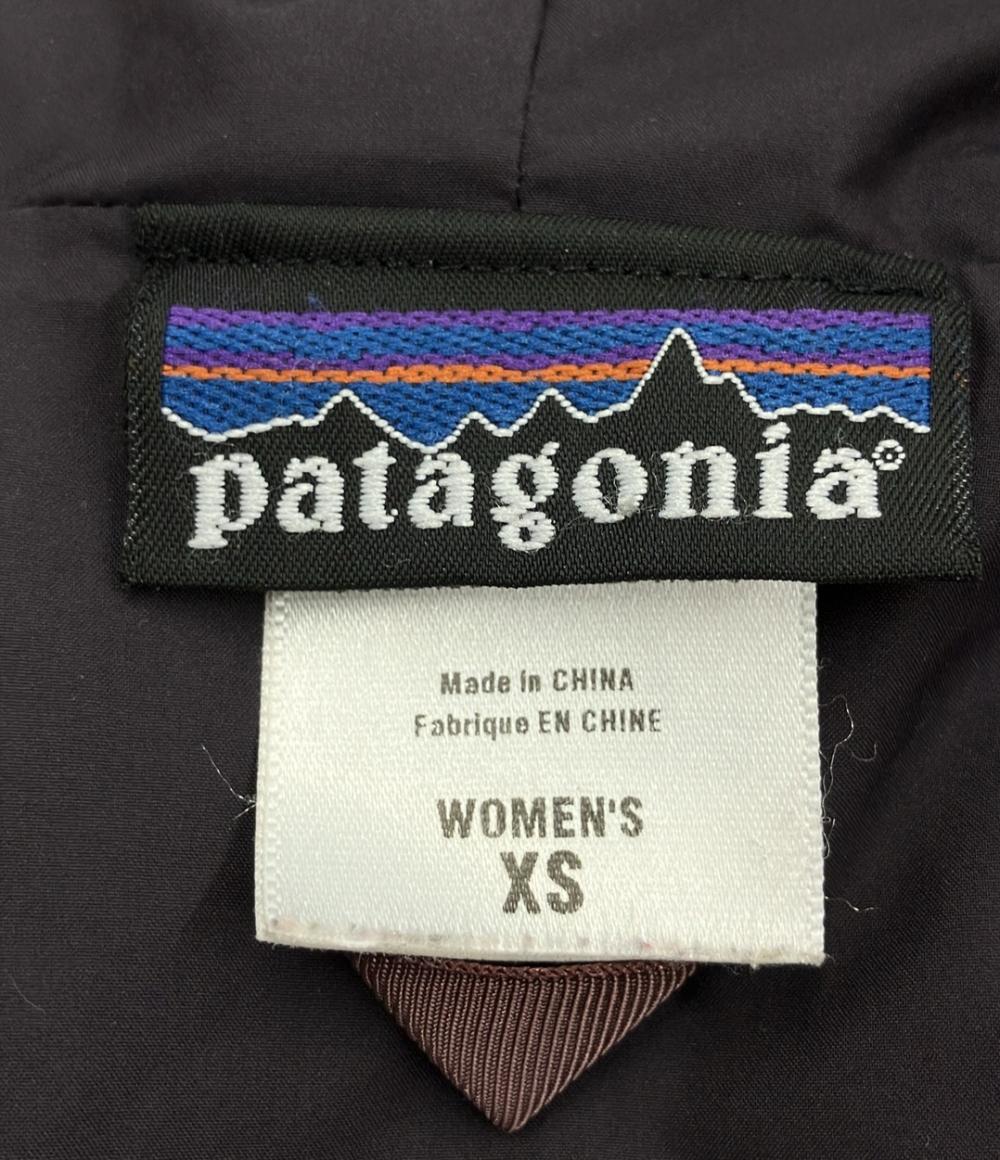 patagonia®
Made in CHINA
Fabrique EN CHINE
WOMEN'S
XS